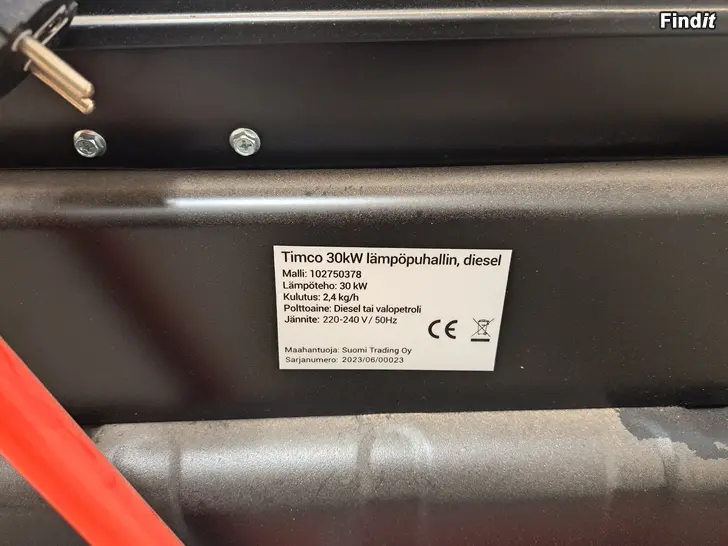 Findit
Timco 30kW lämpöpuhallin, diesel
Malli: 102750378
Lämpöteho: 30 kW
Kulutus: 2,4 kg/h
Polttoaine: Diesel tai valopetroli
Jännite: 220-240 V / 50Hz
CE
Maahantuoja: Suomi Trading Oy
Sarjanumero: 2023/06/00023